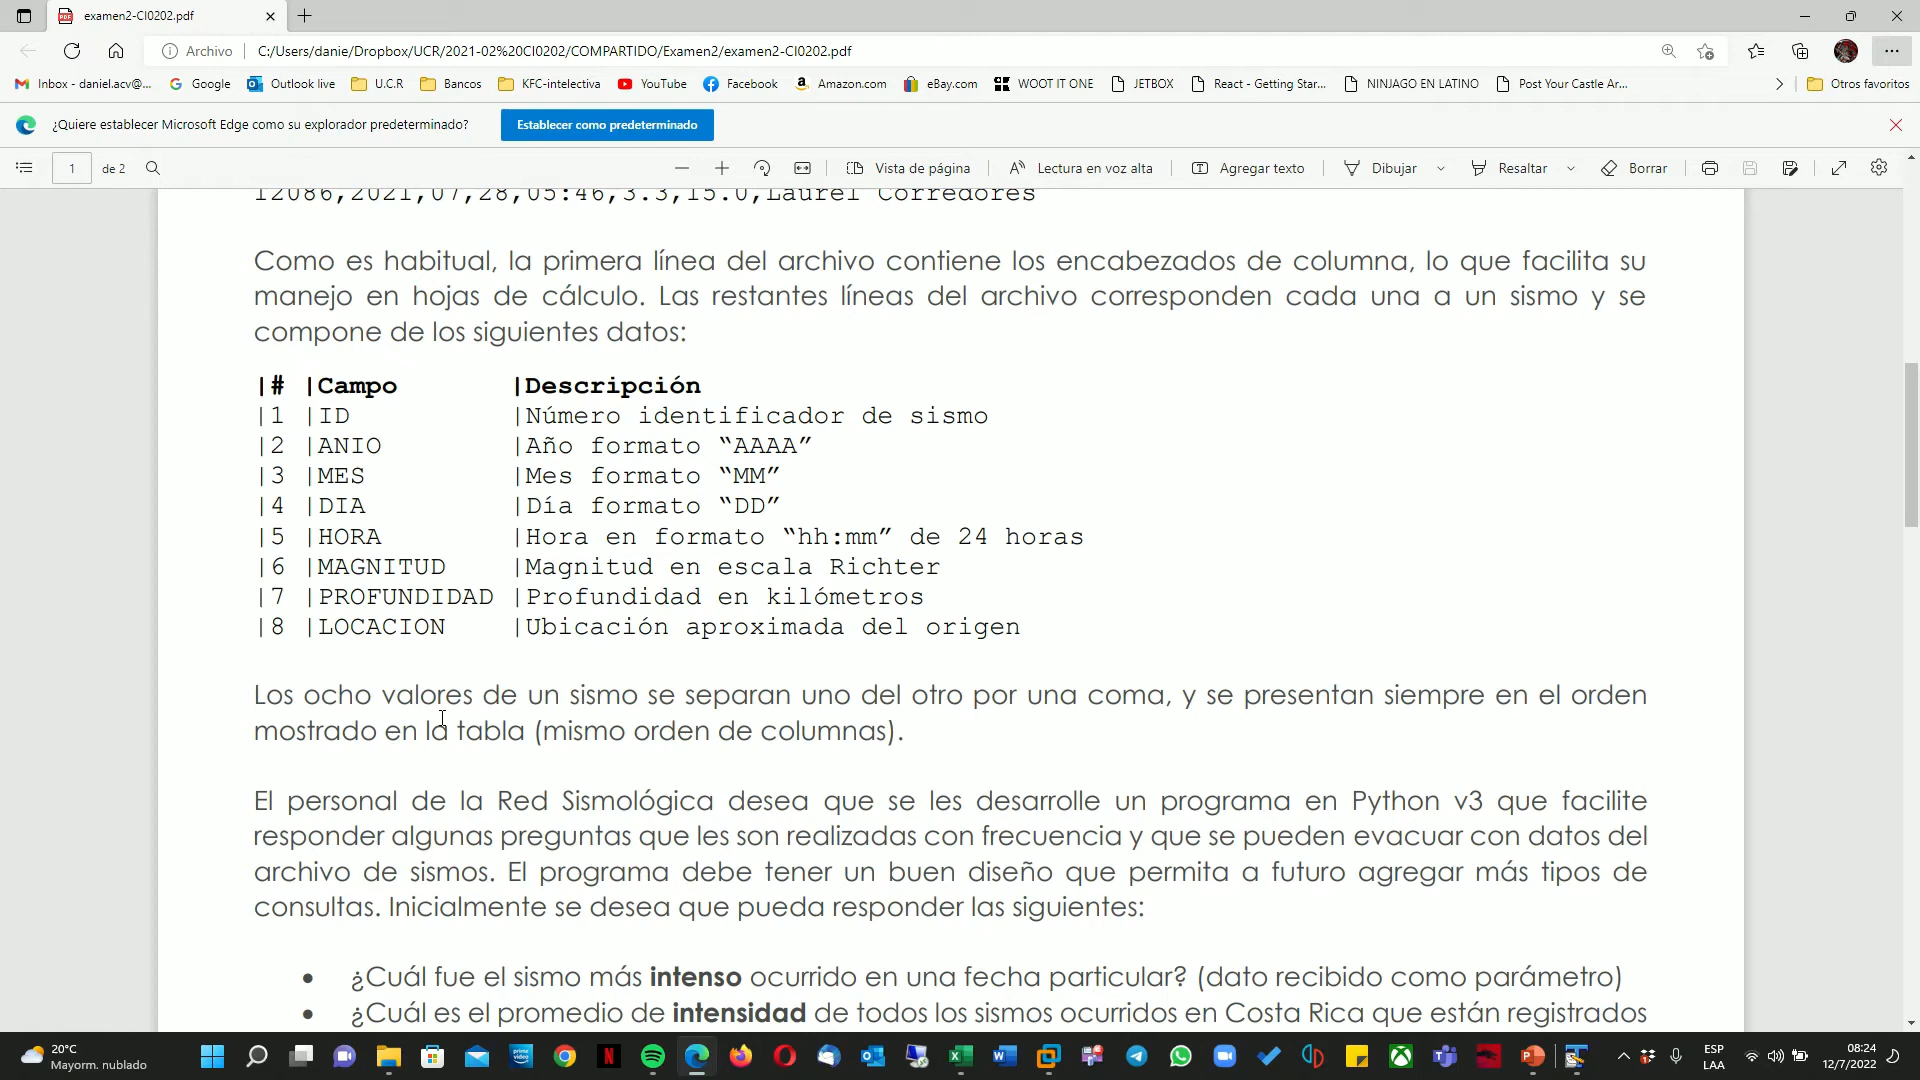 examen2-CI0202.pdf
Archivo
C:/Users/danie/Dropbox/UCR/2021-02%20CI0202/COMPARTIDO/Examen2/examen2-CI0202.pdf
Inbox - daniel.acv@... Google Outlook live U.C.R Bancos KFC-intelectiva YouTube Facebook Amazon.com eBay.com WOOT IT ONE JETBOX React - Getting Star... NINJAGO EN LATINO Post Your Castle Ar... Otros favoritos
¿Quiere establecer Microsoft Edge como su explorador predeterminado? Establecer como predeterminado
1 de 2 Vista de página Lectura en voz alta Agregar texto Dibujar Resaltar Borrar
12086,2021,07,28,05:46,3.3,15.0,Laurel Corredores
Como es habitual, la primera línea del archivo contiene los encabezados de columna, lo que facilita su
manejo en hojas de cálculo. Las restantes líneas del archivo corresponden cada una a un sismo y se
compone de los siguientes datos:
|# |Campo |Descripción
|1 |ID |Número identificador de sismo
|2 |ANIO |Año formato “AAAA”
|3 |MES |Mes formato “MM”
|4 |DIA |Día formato “DD”
|5 |HORA |Hora en formato “hh:mm” de 24 horas
|6 |MAGNITUD |Magnitud en escala Richter
|7 |PROFUNDIDAD |Profundidad en kilómetros
|8 |LOCACION |Ubicación aproximada del origen
Los ocho valores de un sismo se separan uno del otro por una coma, y se presentan siempre en el orden
mostrado en la tabla (mismo orden de columnas).
El personal de la Red Sismológica desea que se les desarrolle un programa en Python v3 que facilite
responder algunas preguntas que les son realizadas con frecuencia y que se pueden evacuar con datos del
archivo de sismos. El programa debe tener un buen diseño que permita a futuro agregar más tipos de
consultas. Inicialmente se desea que pueda responder las siguientes:
• ¿Cuál fue el sismo más intenso ocurrido en una fecha particular? (dato recibido como parámetro)
• ¿Cuál es el promedio de intensidad de todos los sismos ocurridos en Costa Rica que están registrados
20°C
Mayorm. nublado
ESP
LAA
08:24
12/7/2022